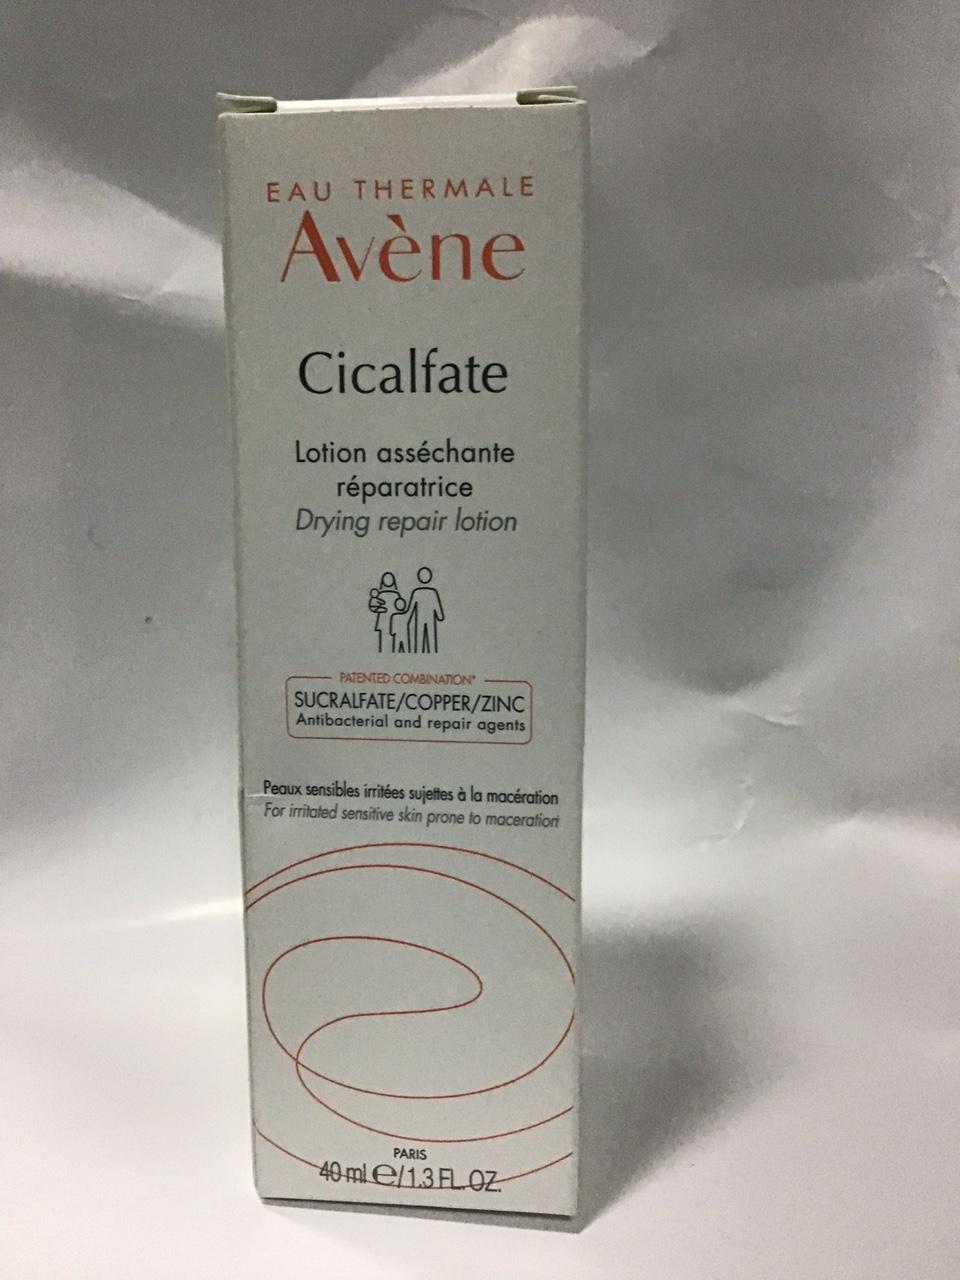 EAU THERMALE
Avène
Cicalfate
Lotion asséchante
réparatrice
Drying repair lotion
PATENTED COMBINATION*
SUCRALFATE/COPPER/ZINC
Antibacterial and repair agents
Peaux sensibles irritées sujettes à la macération
For irritated sensitive skin prone to maceration
PARIS
40 ml ℮/1.3 FL. OZ.